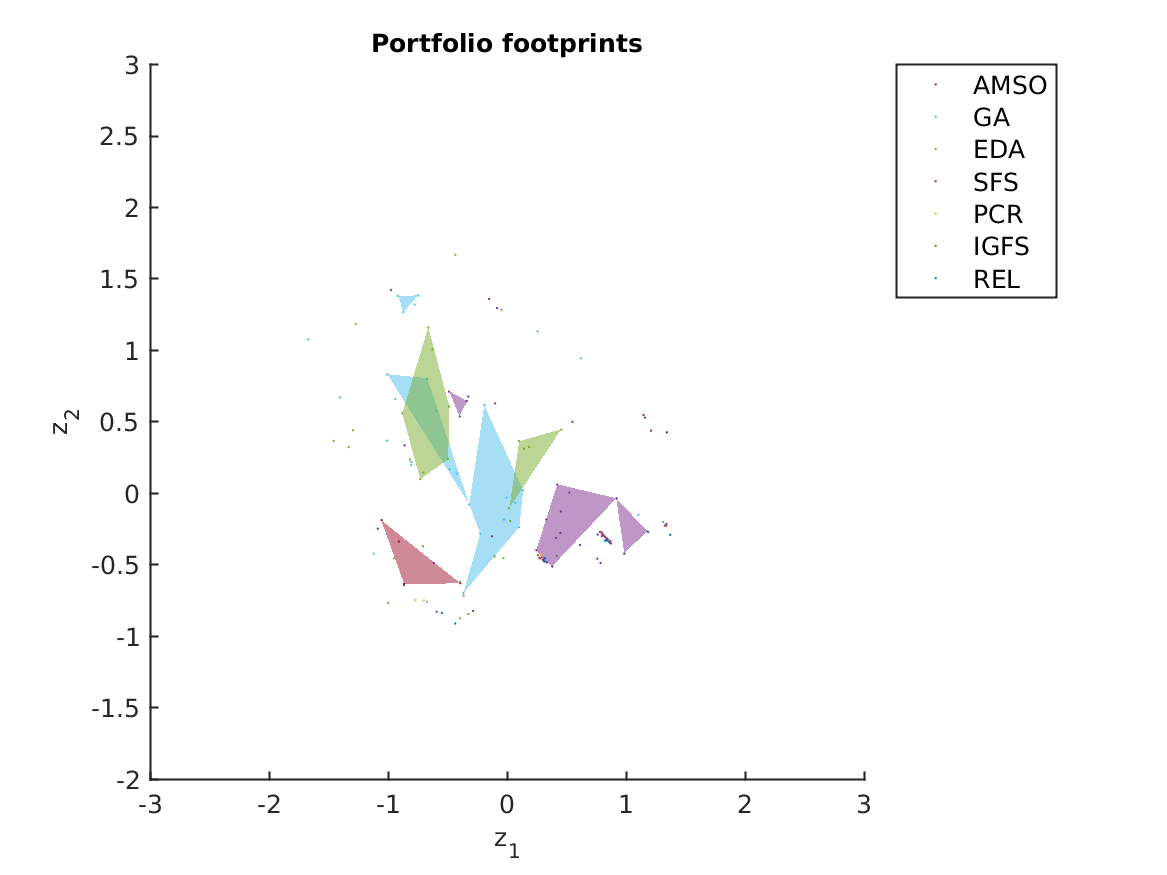 Portfolio footprints
3
2.5
2
1.5
1
0.5
0
-0.5
-1
-1.5
-2
z2
-3 -2 -1 0 1 2 3
z1
AMSO
GA
EDA
SFS
PCR
IGFS
REL